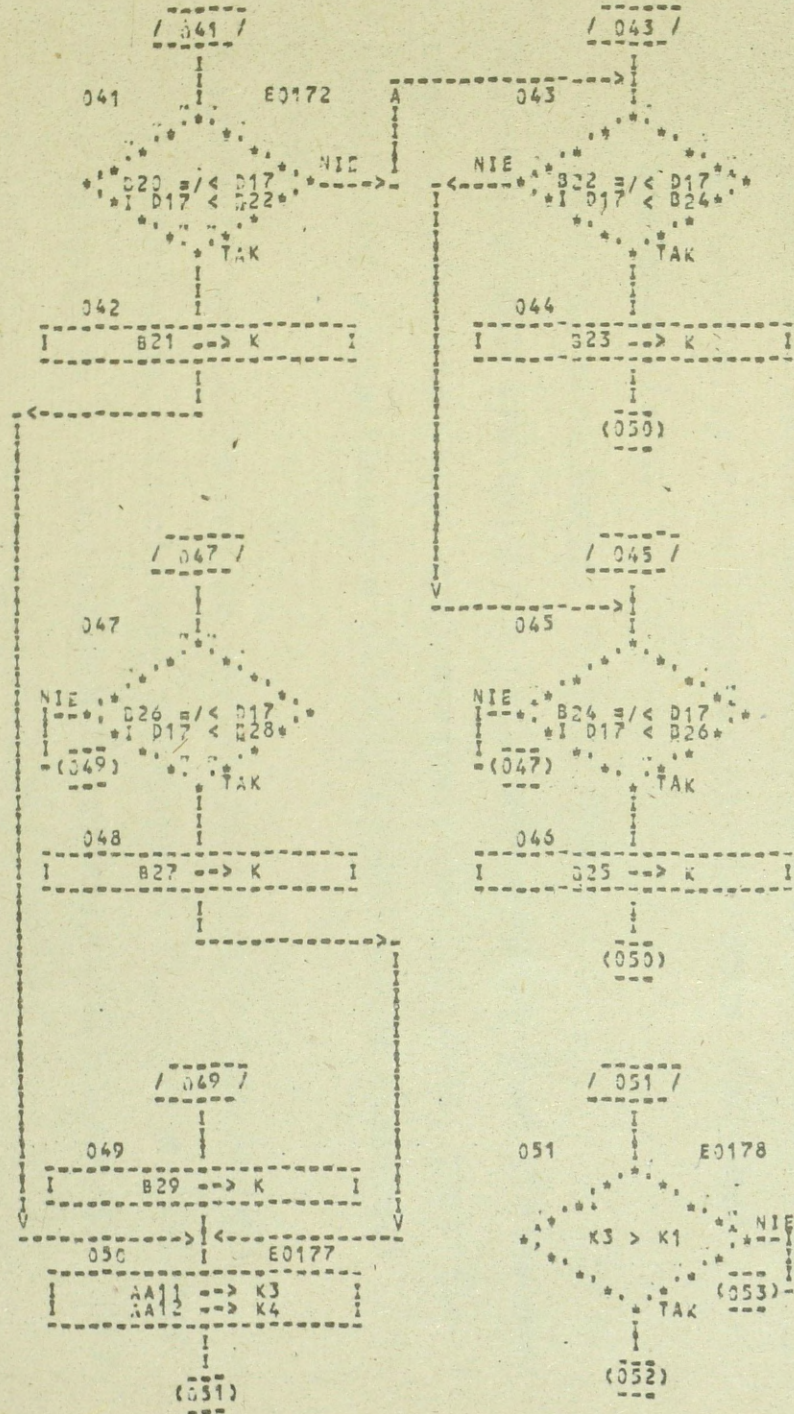 / 041 /
/ 043 /
041 E0172
A 043
B20 =/< D17
I D17 < B22
NIE
TAK
NIE
B22 =/< D17
I D17 < B24
TAK
042
B21 --> K
044
B23 --> K
(050)
/ 047 /
/ 045 /
047
045
NIE
B26 =/< D17
I D17 < B28
(049)
TAK
NIE
B24 =/< D17
I D17 < B26
(047)
TAK
048
B27 --> K
046
B25 --> K
(050)
/ 049 /
/ 051 /
049
B29 --> K
051 E0178
K3 > K1
NIE
(053)
TAK
050 E0177
AA11 --> K3
AA12 --> K4
(051)
(052)